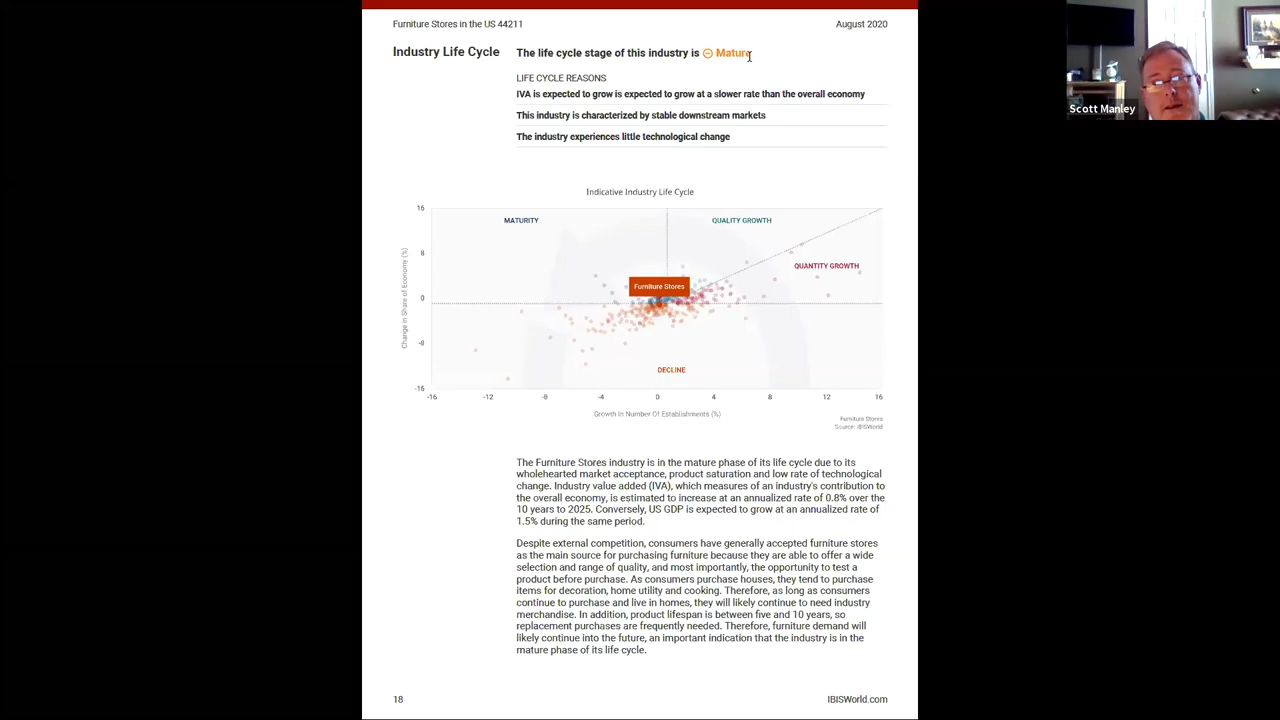 Furniture Stores in the US 44211
August 2020
Industry Life Cycle
The life cycle stage of this industry is Mature
LIFE CYCLE REASONS
IVA is expected to grow is expected to grow at a slower rate than the overall economy
This industry is characterized by stable downstream markets
The industry experiences little technological change
Scott Manley
Indicative Industry Life Cycle
16
8
0
-8
-16
Change in Share of Economy (%)
MATURITY
QUALITY GROWTH
QUANTITY GROWTH
Furniture Stores
DECLINE
-16
-12
-8
-4
0
4
8
12
16
Growth In Number Of Establishments (%)
Furniture Stores
Source: IBISWorld
The Furniture Stores industry is in the mature phase of its life cycle due to its
wholehearted market acceptance, product saturation and low rate of technological
change. Industry value added (IVA), which measures of an industry's contribution to
the overall economy, is estimated to increase at an annualized rate of 0.8% over the
10 years to 2025. Conversely, US GDP is expected to grow at an annualized rate of
1.5% during the same period.
Despite external competition, consumers have generally accepted furniture stores
as the main source for purchasing furniture because they are able to offer a wide
selection and range of quality, and most importantly, the opportunity to test a
product before purchase. As consumers purchase houses, they tend to purchase
items for decoration, home utility and cooking. Therefore, as long as consumers
continue to purchase and live in homes, they will likely continue to need industry
merchandise. In addition, product lifespan is between five and 10 years, so
replacement purchases are frequently needed. Therefore, furniture demand will
likely continue into the future, an important indication that the industry is in the
mature phase of its life cycle.
18
IBISWorld.com